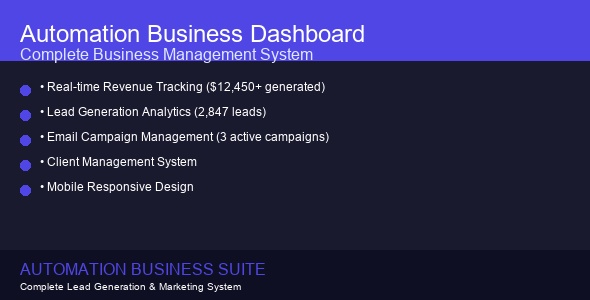 Automation Business Dashboard
Complete Business Management System
• Real-time Revenue Tracking ($12,450+ generated)
• Lead Generation Analytics (2,847 leads)
• Email Campaign Management (3 active campaigns)
• Client Management System
• Mobile Responsive Design
AUTOMATION BUSINESS SUITE
Complete Lead Generation & Marketing System